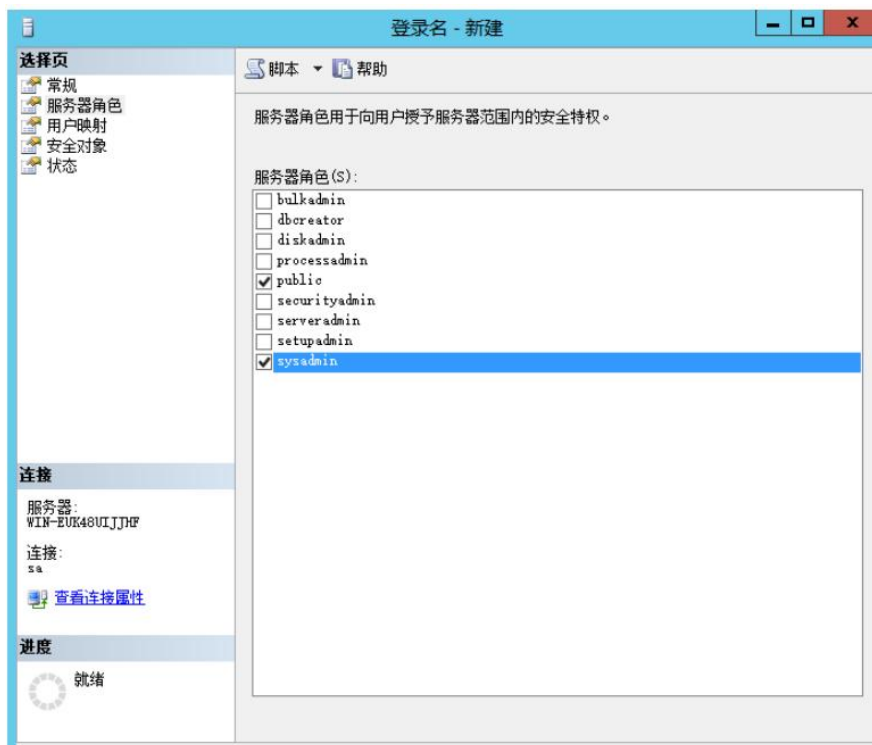 登录名 - 新建
选择页
常规
服务器角色
用户映射
安全对象
状态
脚本 帮助
服务器角色用于向用户授予服务器范围内的安全特权。
服务器角色(S):
bulkadmin
dbcreator
diskadmin
processadmin
public
securityadmin
serveradmin
setupadmin
sysadmin
连接
服务器:
WIN-EUK48UIJJHF
连接:
sa
查看连接属性
进度
就绪